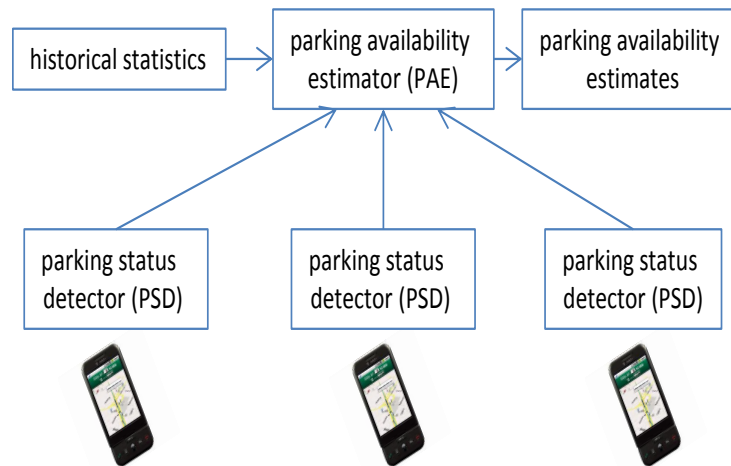 historical statistics
parking availability
estimator (PAE)
parking availability
estimates
parking status
detector (PSD)
parking status
detector (PSD)
parking status
detector (PSD)